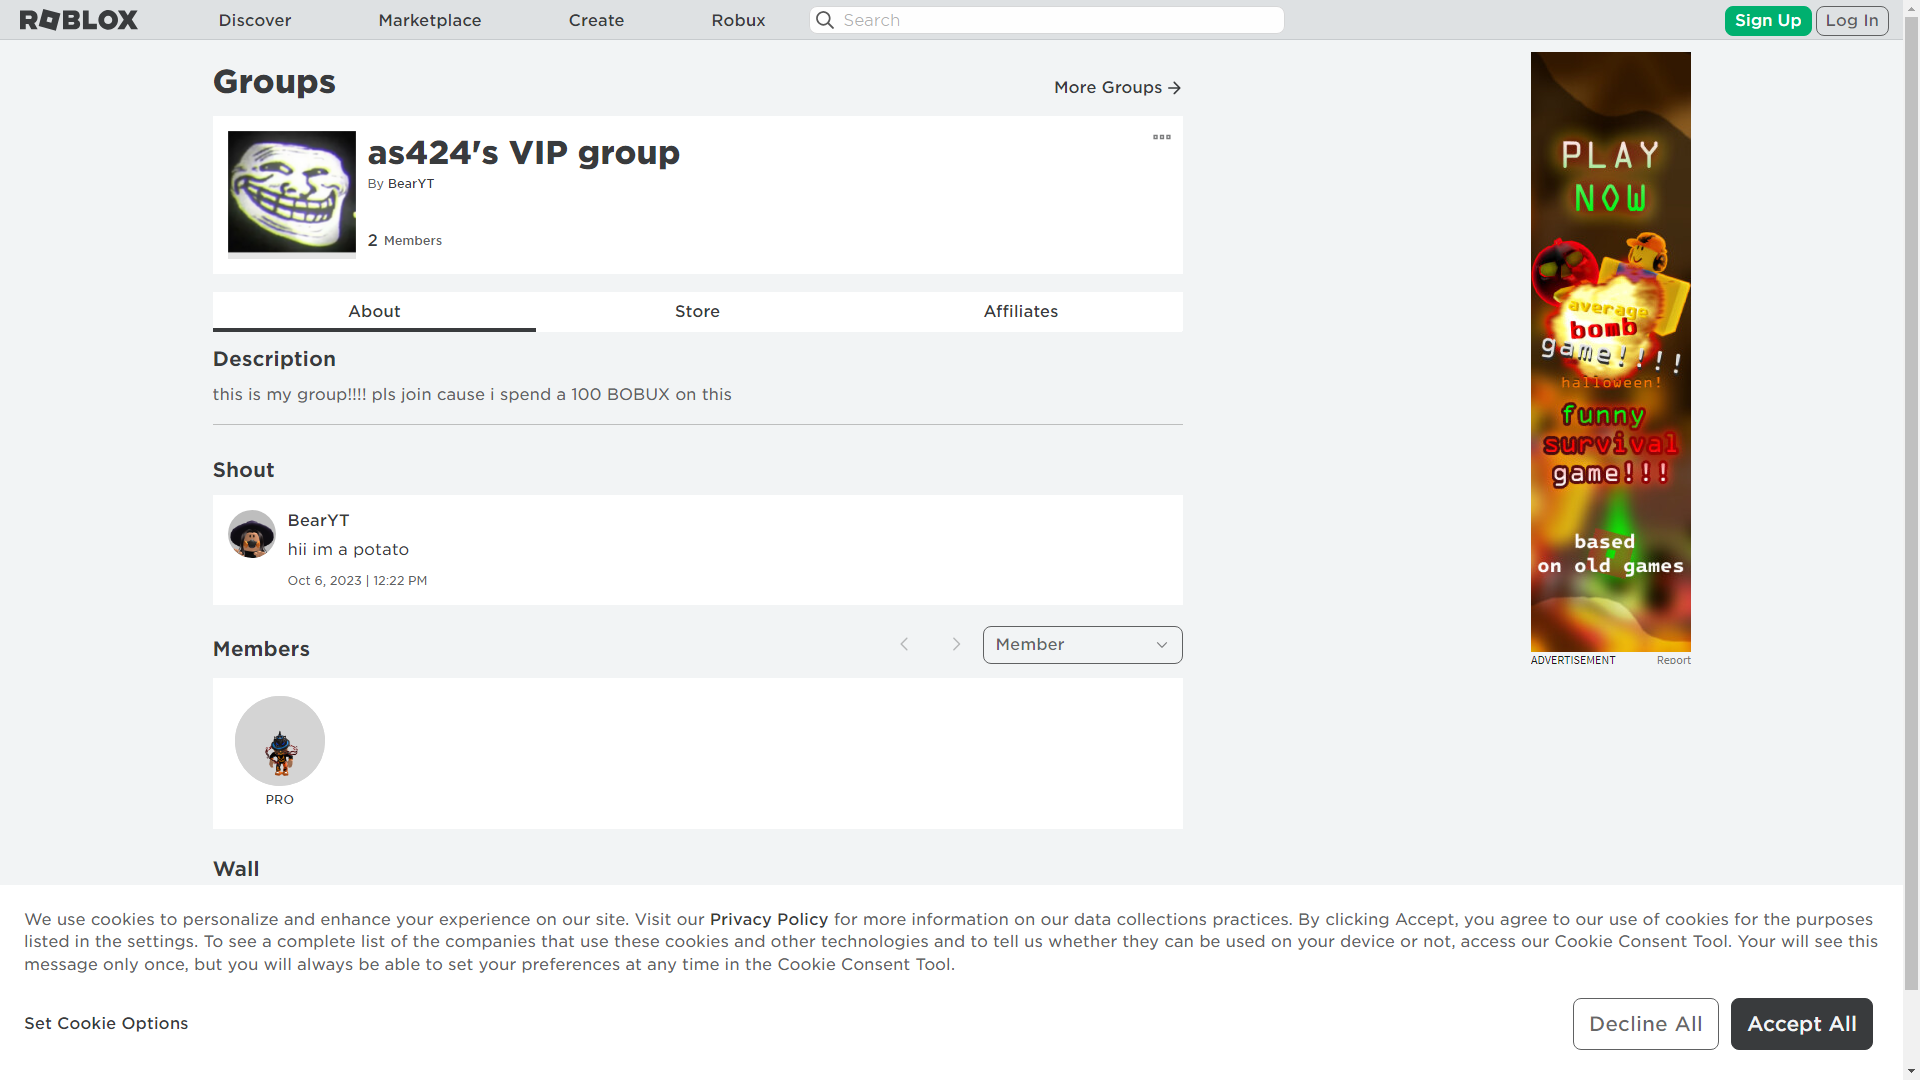 ROBLOX
Discover
Marketplace
Create
Robux
Search
Sign Up
Log In
Groups
More Groups
as424's VIP group
By BearYT
2 Members
About
Store
Affiliates
Description
this is my group!!!! pls join cause i spend a 100 BOBUX on this
Shout
BearYT
hii im a potato
Oct 6, 2023 | 12:22 PM
Members
Member
PRO
Wall
PLAY
NOW
average
bomb
game!!!!
halloween!
funny
survival
game!!!
based
on old games
ADVERTISEMENT
Report
We use cookies to personalize and enhance your experience on our site. Visit our Privacy Policy for more information on our data collections practices. By clicking Accept, you agree to our use of cookies for the purposes
listed in the settings. To see a complete list of the companies that use these cookies and other technologies and to tell us whether they can be used on your device or not, access our Cookie Consent Tool. Your will see this
message only once, but you will always be able to set your preferences at any time in the Cookie Consent Tool.
Set Cookie Options
Decline All
Accept All